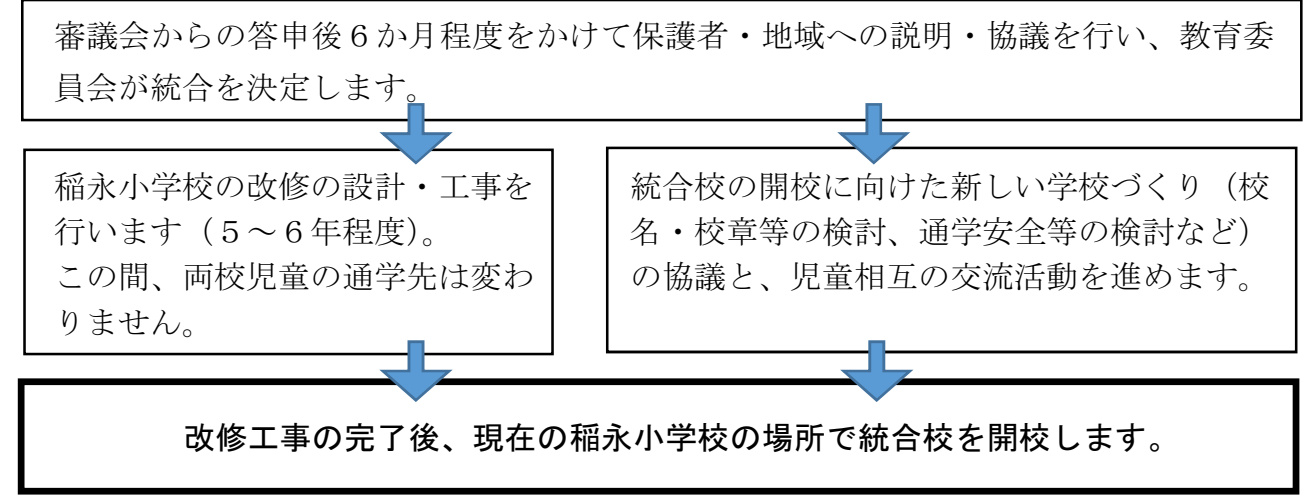 審議会からの答申後６か月程度をかけて保護者・地域への説明・協議を行い、教育委
員会が統合を決定します。
稲永小学校の改修の設計・工事を
行います（５～６年程度）。
この間、両校児童の通学先は変わ
りません。
統合校の開校に向けた新しい学校づくり（校
名・校章等の検討、通学安全等の検討など）
の協議と、児童相互の交流活動を進めます。
改修工事の完了後、現在の稲永小学校の場所で統合校を開校します。